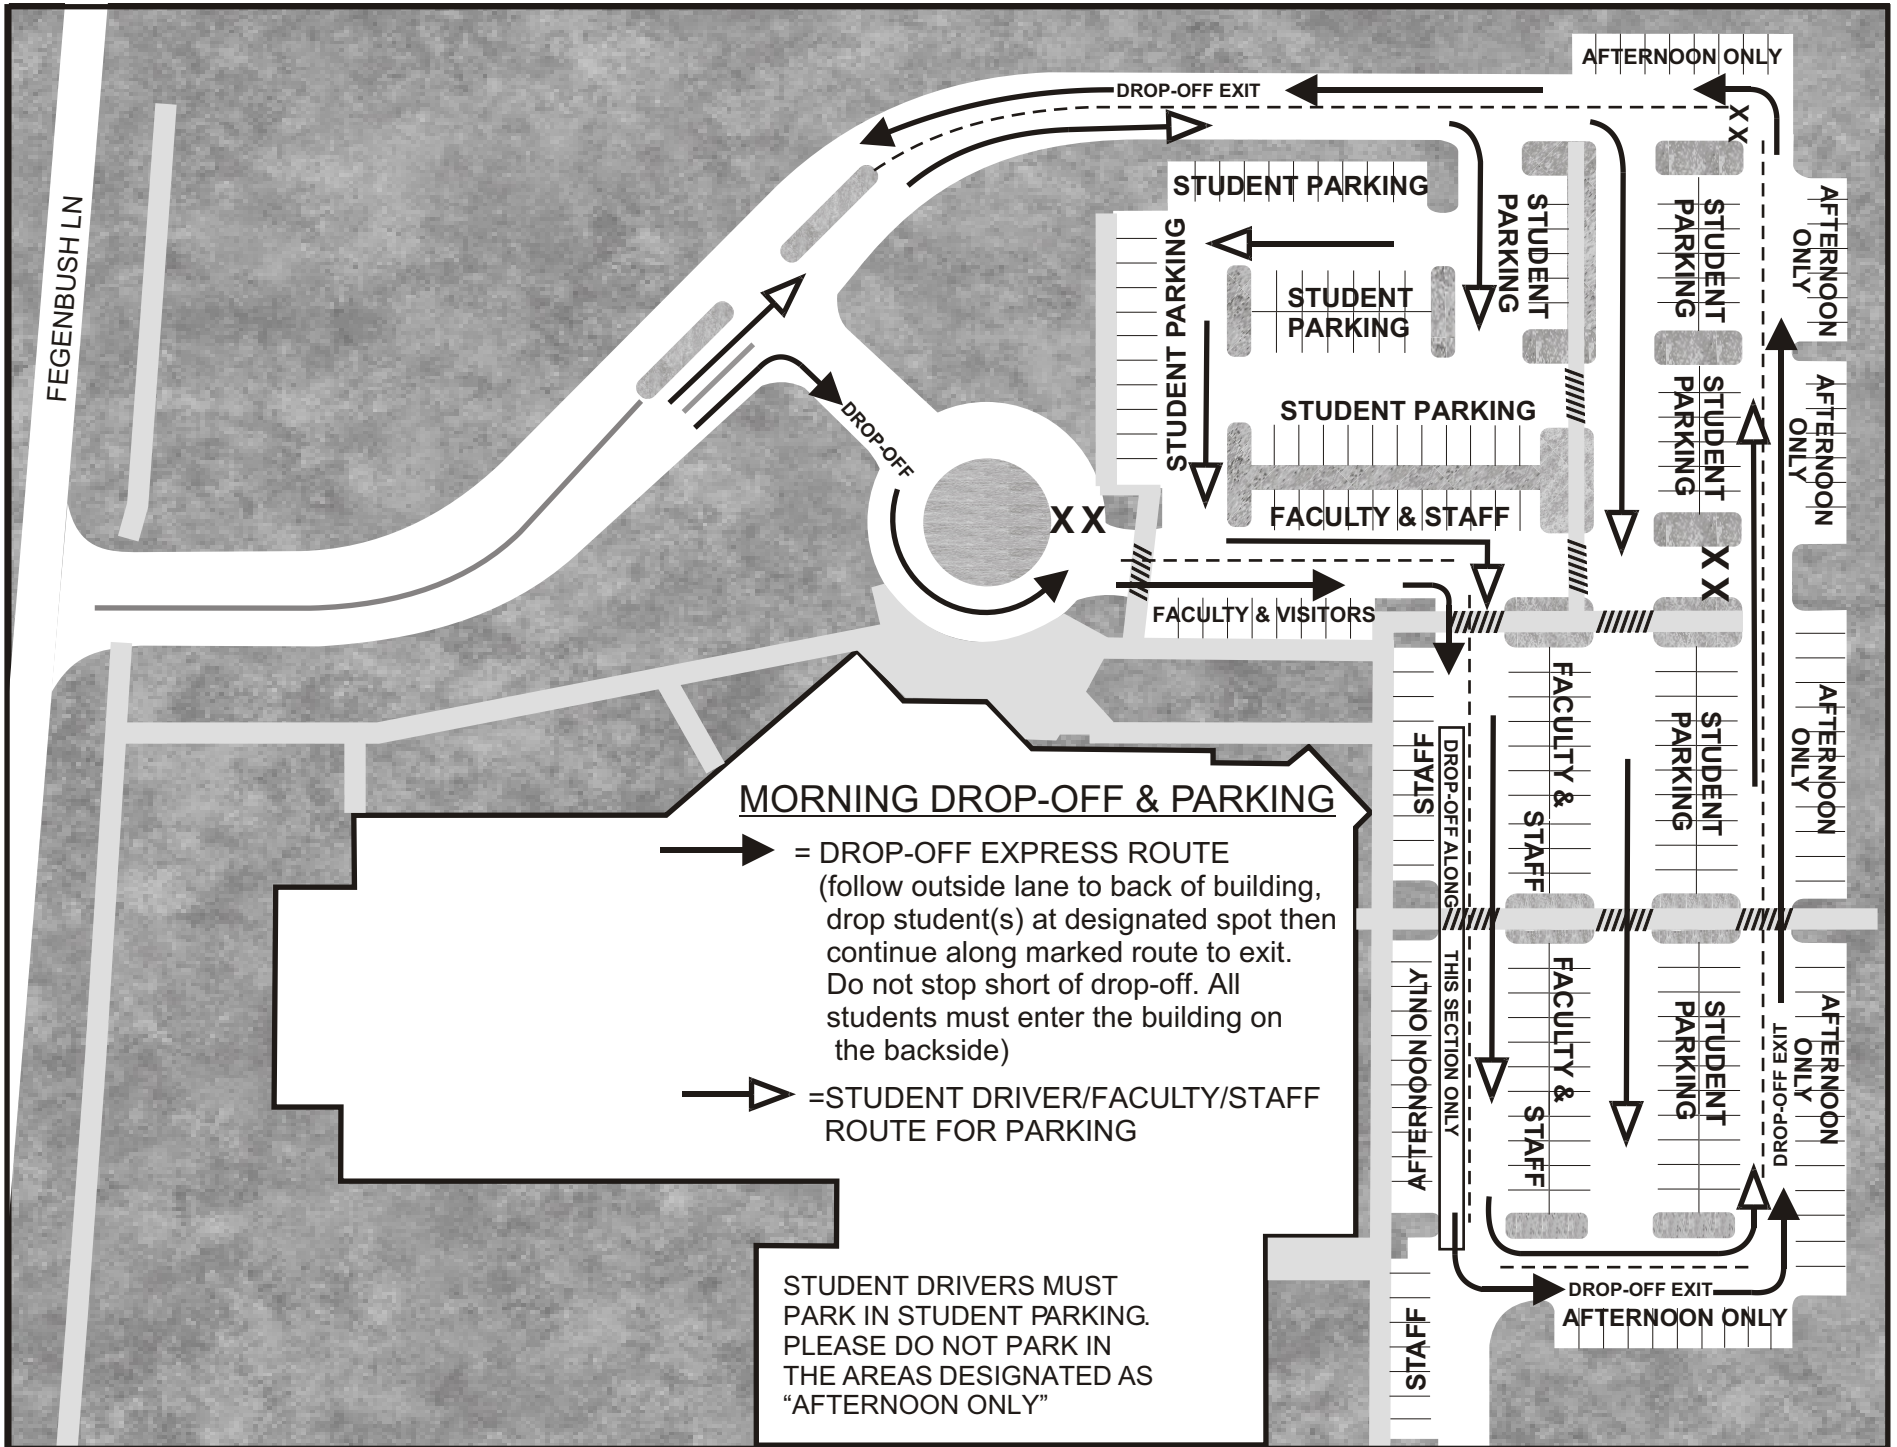 AFTERNOON ONLY
DROP-OFF EXIT
X X
FEGENBUSH LN
STUDENT PARKING
STUDENT
PARKING
STUDENT
PARKING
AFTERNOON
ONLY
STUDENT PARKING
STUDENT
PARKING
DROP-OFF
STUDENT PARKING
STUDENT
PARKING
AFTERNOON
ONLY
X X
FACULTY & STAFF
X X
FACULTY & VISITORS
STAFF
DROP-OFF ALONG THIS SECTION ONLY
FACULTY &
STAFF
STUDENT
PARKING
AFTERNOON
ONLY
MORNING DROP-OFF & PARKING
= DROP-OFF EXPRESS ROUTE
(follow outside lane to back of building,
drop student(s) at designated spot then
continue along marked route to exit.
Do not stop short of drop-off. All
students must enter the building on
the backside)
=STUDENT DRIVER/FACULTY/STAFF
ROUTE FOR PARKING
AFTERNOON ONLY
FACULTY &
STAFF
STUDENT
PARKING
DROP-OFF EXIT
AFTERNOON
ONLY
STUDENT DRIVERS MUST
PARK IN STUDENT PARKING.
PLEASE DO NOT PARK IN
THE AREAS DESIGNATED AS
“AFTERNOON ONLY”
STAFF
DROP-OFF EXIT
AFTERNOON ONLY